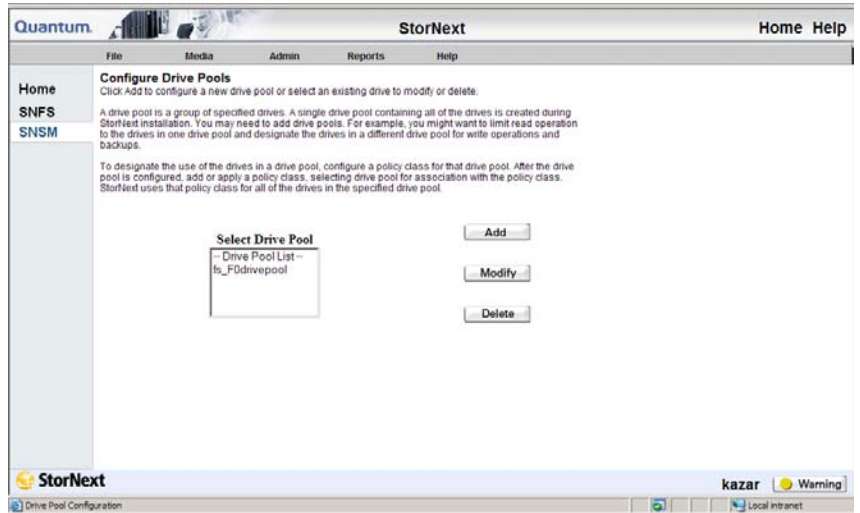 Quantum. StorNext Home Help
File Media Admin Reports Help
Home
SNFS
SNSM
Configure Drive Pools
Click Add to configure a new drive pool or select an existing drive to modify or delete.
A drive pool is a group of specified drives. A single drive pool containing all of the drives is created during
StorNext installation. You may need to add drive pools. For example, you might want to limit read operation
to the drives in one drive pool and designate the drives in a different drive pool for write operations and
backups.
To designate the use of the drives in a drive pool, configure a policy class for that drive pool. After the drive
pool is configured, add or apply a policy class, selecting drive pool for association with the policy class.
StorNext uses that policy class for all of the drives in the specified drive pool.
Select Drive Pool
-- Drive Pool List --
fs_F0drivepool
Add
Modify
Delete
StorNext
kazar Warning
Drive Pool Configuration Local intranet